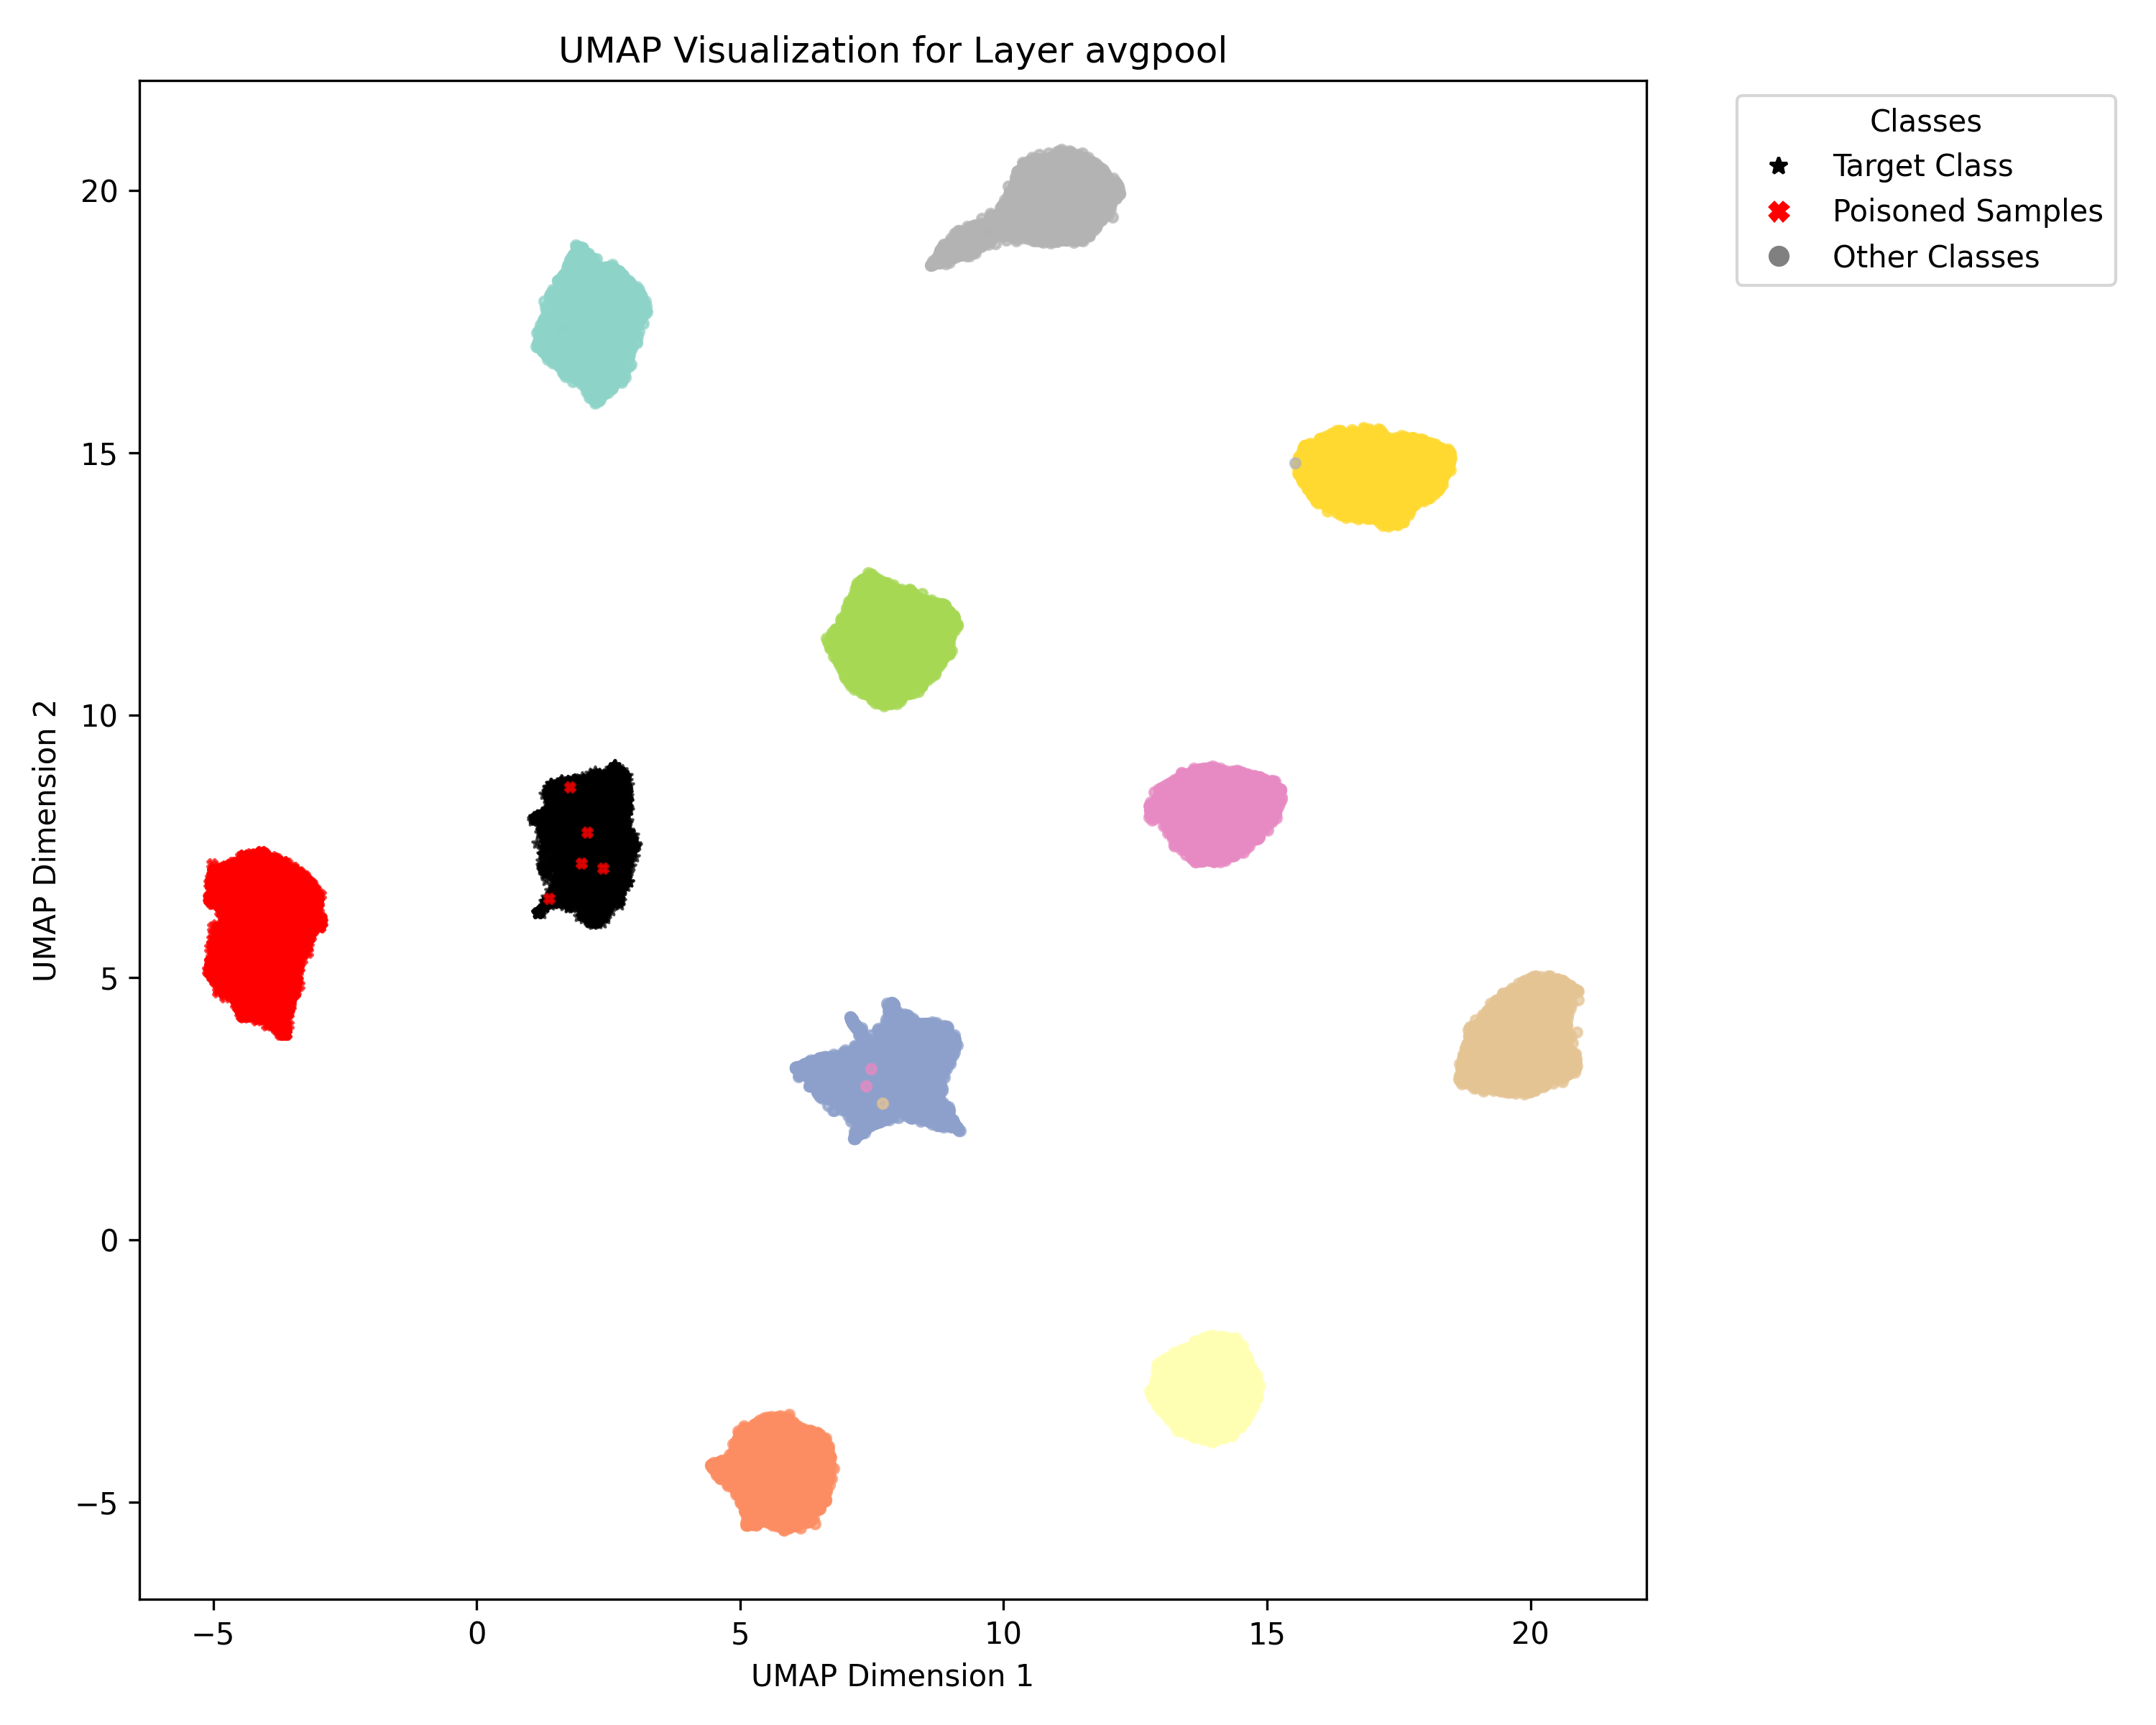 UMAP Visualization for Layer avgpool
Classes
Target Class
Poisoned Samples
Other Classes
UMAP Dimension 2
20
15
10
5
0
−5
−5
0
5
10
15
20
UMAP Dimension 1